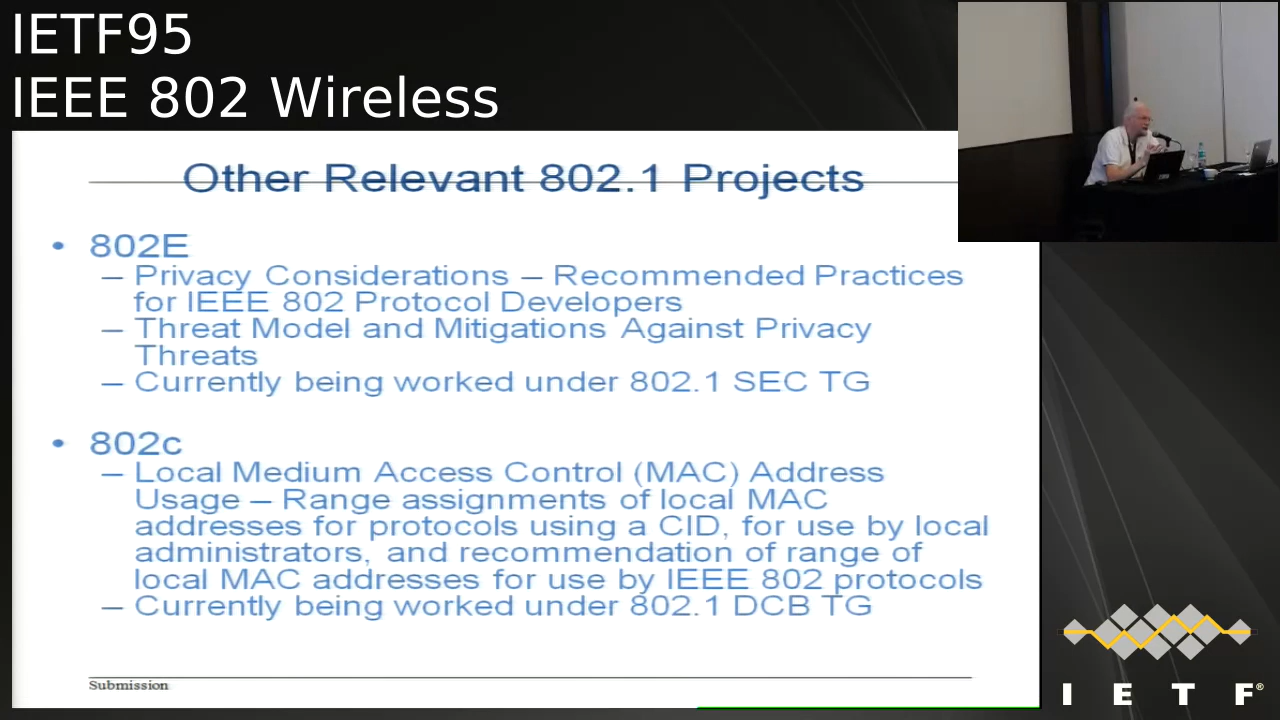 IETF95
IEEE 802 Wireless
Other Relevant 802.1 Projects
• 802E
– Privacy Considerations – Recommended Practices
for IEEE 802 Protocol Developers
– Threat Model and Mitigations Against Privacy
Threats
– Currently being worked under 802.1 SEC TG
• 802c
– Local Medium Access Control (MAC) Address
Usage – Range assignments of local MAC
addresses for protocols using a CID, for use by local
administrators, and recommendation of range of
local MAC addresses for use by IEEE 802 protocols
– Currently being worked under 802.1 DCB TG
Submission
I E T F®